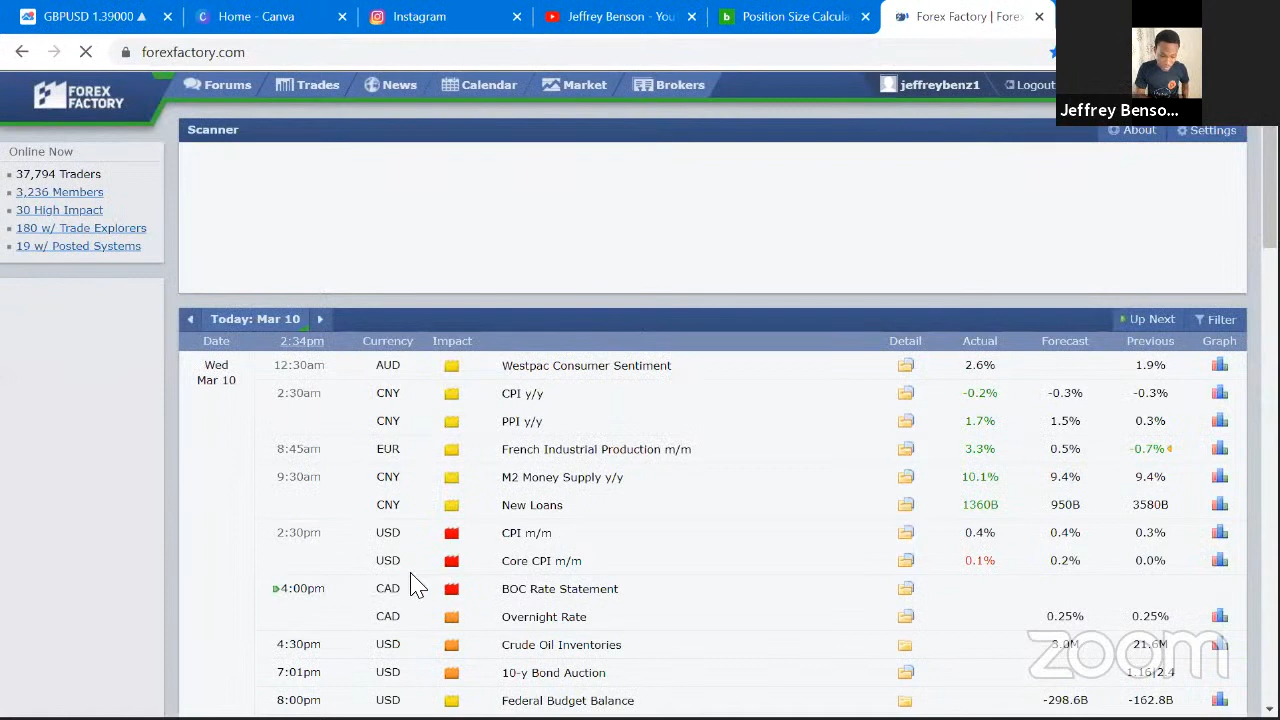 GBPUSD 1.39000 ▲
Home - Canva
Instagram
Jeffrey Benson - You
Position Size Calcula
Forex Factory | Forex
forexfactory.com
FOREX FACTORY
Forums
Trades
News
Calendar
Market
Brokers
jeffreybenz1
Logout
Jeffrey Benso...
Online Now
37,794 Traders
3,236 Members
30 High Impact
180 w/ Trade Explorers
19 w/ Posted Systems
Scanner
About
Settings
Today: Mar 10
Up Next
Filter
Date 2:34pm Currency Impact Detail Actual Forecast Previous Graph
Wed Mar 10
12:30am AUD Westpac Consumer Sentiment 2.6% 1.9%
2:30am CNY CPI y/y -0.2% -0.3% -0.3%
CNY PPI y/y 1.7% 1.5% 0.3%
8:45am EUR French Industrial Production m/m 3.3% 0.5% -0.7%
9:30am CNY M2 Money Supply y/y 10.1% 9.4% 9.4%
CNY New Loans 1360B 950B 3580B
2:30pm USD CPI m/m 0.4% 0.4% 0.3%
USD Core CPI m/m 0.1% 0.2% 0.0%
4:00pm CAD BOC Rate Statement
CAD Overnight Rate 0.25% 0.25%
4:30pm USD Crude Oil Inventories 3.0M 21.6M
7:01pm USD 10-y Bond Auction
8:00pm USD Federal Budget Balance -298.6B -162.8B
zoom